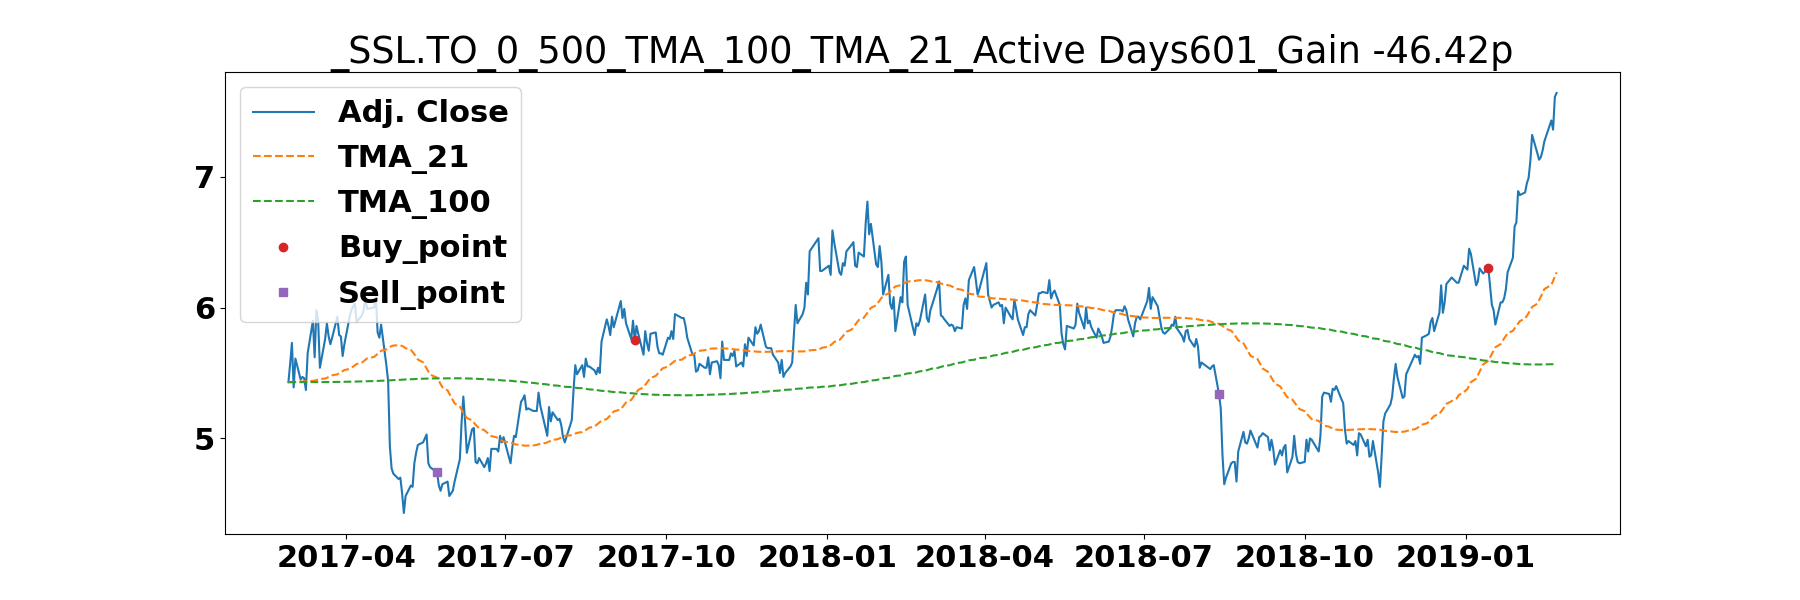 _SSL.TO_0_500_TMA_100_TMA_21_Active Days601_Gain -46.42p
Adj. Close
TMA_21
TMA_100
Buy_point
Sell_point
7
6
5
2017-04 2017-07 2017-10 2018-01 2018-04 2018-07 2018-10 2019-01